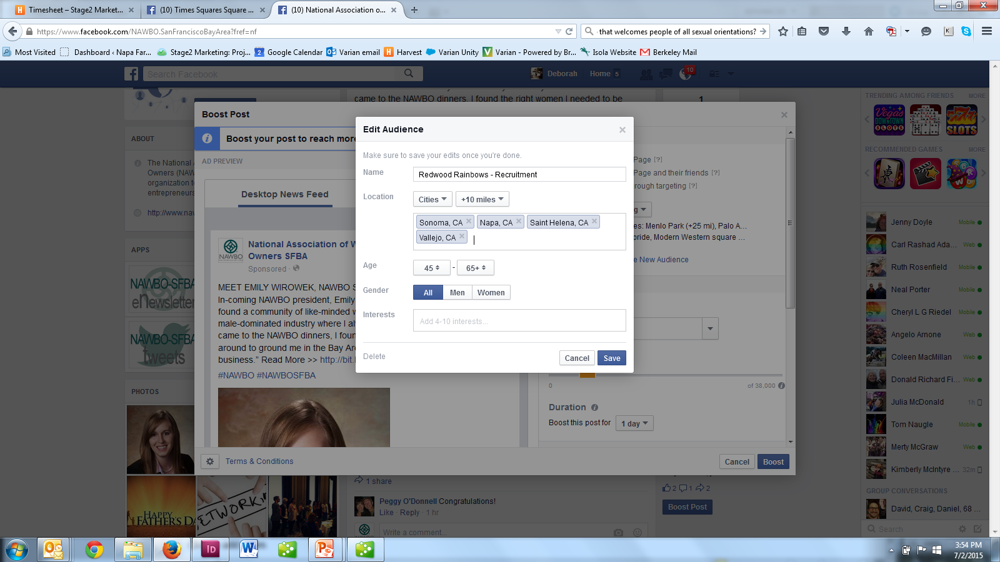 Timesheet – Stage2 Market...
(10) Times Squares Square ...
(10) National Association o...
https://www.facebook.com/NAWBO.SanFranciscoBayArea?fref=nf
that welcomes people of all sexual orientations?
Most Visited
Dashboard ‹ Napa Far...
Stage2 Marketing: Proj...
2 Google Calendar
Varian email
Harvest
Varian Unity
Varian - Powered by Br...
Isola Website
Berkeley Mail
Search Facebook
Deborah
Home 5
10
came to the NAWBO dinners, I found the right women I needed to be
1
ABOUT
The National A
Owners (NAW
organization to
entrepreneurs
http://www.naw
APPS
NAWBO-SFB
eNewsletter
NAWBO-SFB
tweets
PHOTOS
HAPPY
FATHER'S DA
ETWORKIN
Boost Post
Boost your post to reach more
AD PREVIEW
Desktop News Feed
NAWBO
National Association of W
Owners SFBA
Sponsored ·
MEET EMILY WIROWEK, NAWBO S
In-coming NAWBO president, Emily
found a community of like-minded w
male-dominated industry where I al
came to the NAWBO dinners, I foun
around to ground me in the Bay Are
business.” Read More >> http://bit.l
#NAWBO #NAWBOSFBA
Edit Audience
Make sure to save your edits once you're done.
Name
Redwood Rainbows - Recruitment
Location
Cities
+10 miles
Sonoma, CA
Napa, CA
Saint Helena, CA
Vallejo, CA
Age
45 - 65+
Gender
All
Men
Women
Interests
Add 4-10 interests...
Delete
Cancel
Save
Page [?]
Page and their friends [?]
rough targeting [?]
g
es: Menlo Park (+25 mi), Palo A...
oride, Modern Western square ...
e New Audience
0
of 38,000
Duration
Boost this post for
1 day
Terms & Conditions
Cancel
Boost
1 share
Peggy O'Donnell Congratulations!
Like · Reply · 1 hr
NAWBO
Write a comment...
2 1 2
Boost Post
TRENDING AMONG FRIENDS
MORE
VEGAS
DOWNTOWN
SLOTS
777
SLOTS
RECOMMENDED GAMES
MORE
Jenny Doyle
Mobile
Carl Rashad Ada...
Web
Ruth Rosenfield
Mobile
Neal Porter
Mobile
Cheryl L G Riedel
Mobile
Angelo Arnone
Web
Coleen MacMillan
Web
Donald Richard Fi...
Web
Julia McDonald
1h
Tom Naugle
Mobile
Merty McGraw
Web
Kimberly McIntyre ...
32m
GROUP CONVERSATIONS
David, Craig, Daniel, 68 ...
Search
3:54 PM
7/2/2015